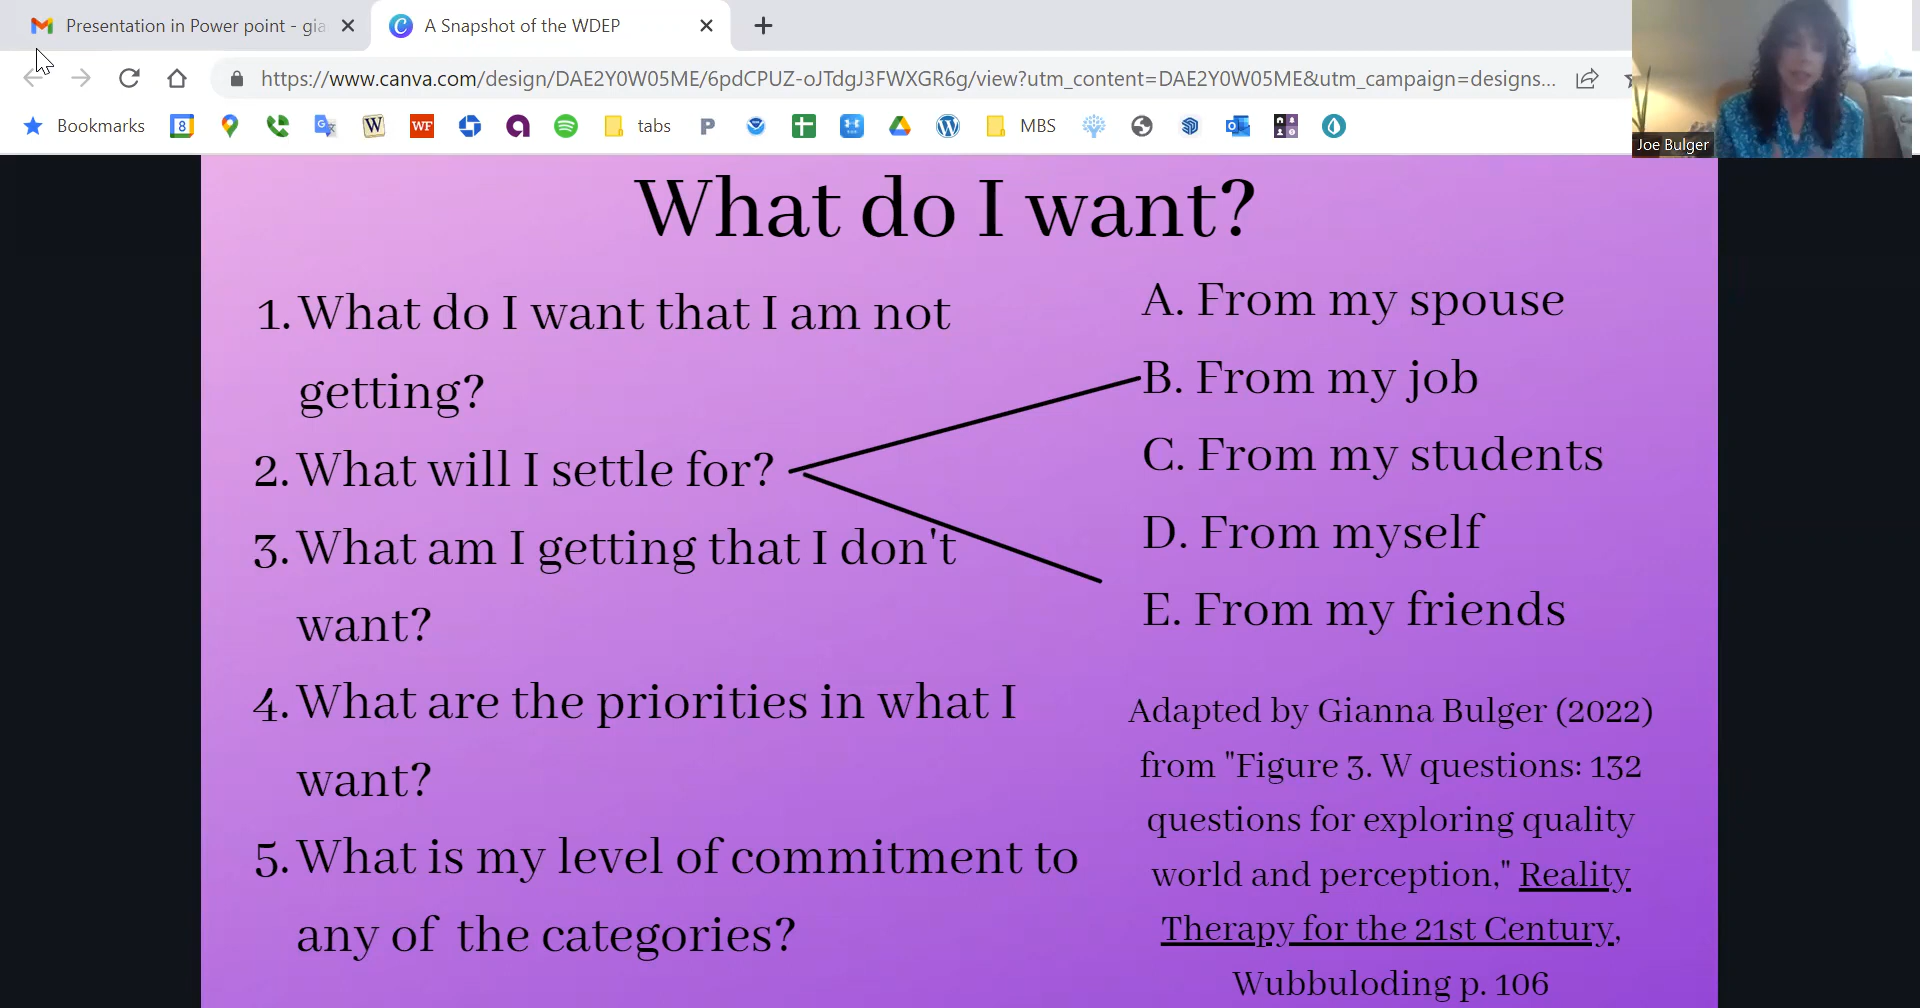 Presentation in Power point - gia
A Snapshot of the WDEP
https://www.canva.com/design/DAE2Y0W05ME/6pdCPUZ-oJTdgJ3FWXGR6g/view?utm_content=DAE2Y0W05ME&utm_campaign=designs...
Bookmarks
8
W
WF
tabs
P
MBS
Joe Bulger
What do I want?
1. What do I want that I am not
getting?
2. What will I settle for?
3. What am I getting that I don't
want?
4. What are the priorities in what I
want?
5. What is my level of commitment to
any of the categories?
A. From my spouse
B. From my job
C. From my students
D. From myself
E. From my friends
Adapted by Gianna Bulger (2022)
from "Figure 3. W questions: 132
questions for exploring quality
world and perception," Reality
Therapy for the 21st Century,
Wubbuloding p. 106